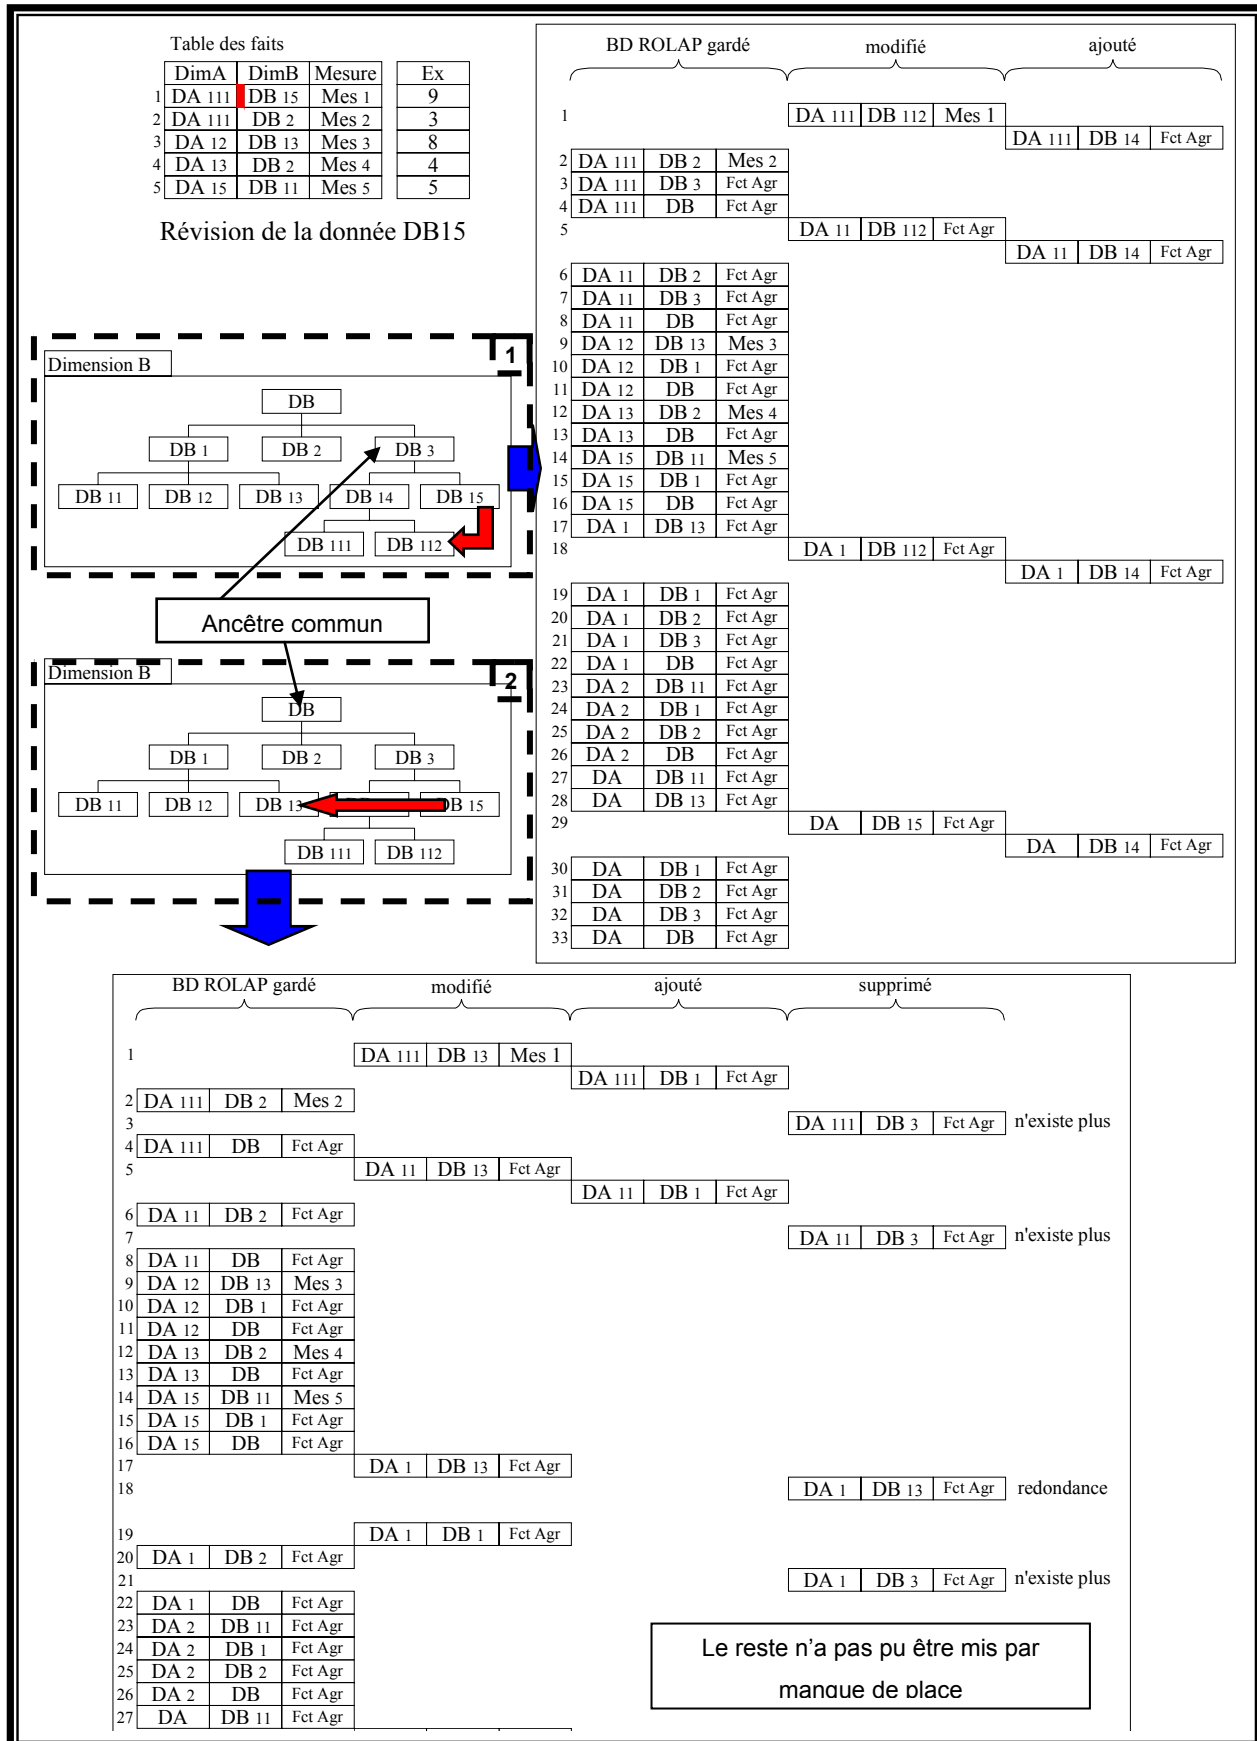 Table des faits
DimA DimB Mesure Ex
1 DA 111 DB 15 Mes 1 9
2 DA 111 DB 2 Mes 2 3
3 DA 12 DB 13 Mes 3 8
4 DA 13 DB 2 Mes 4 4
5 DA 15 DB 11 Mes 5 5
Révision de la donnée DB15
1
Dimension B
DB
DB 1 DB 2 DB 3
DB 11 DB 12 DB 13 DB 14 DB 15
DB 111 DB 112
Ancêtre commun
2
Dimension B
DB
DB 1 DB 2 DB 3
DB 11 DB 12 DB 13 DB 15
DB 111 DB 112
BD ROLAP gardé modifié ajouté
1 DA 111 DB 112 Mes 1
DA 111 DB 14 Fct Agr
2 DA 111 DB 2 Mes 2
3 DA 111 DB 3 Fct Agr
4 DA 111 DB Fct Agr
5 DA 11 DB 112 Fct Agr
DA 11 DB 14 Fct Agr
6 DA 11 DB 2 Fct Agr
7 DA 11 DB 3 Fct Agr
8 DA 11 DB Fct Agr
9 DA 12 DB 13 Mes 3
10 DA 12 DB 1 Fct Agr
11 DA 12 DB Fct Agr
12 DA 13 DB 2 Mes 4
13 DA 13 DB Fct Agr
14 DA 15 DB 11 Mes 5
15 DA 15 DB 1 Fct Agr
16 DA 15 DB Fct Agr
17 DA 1 DB 13 Fct Agr
18 DA 1 DB 112 Fct Agr
DA 1 DB 14 Fct Agr
19 DA 1 DB 1 Fct Agr
20 DA 1 DB 2 Fct Agr
21 DA 1 DB 3 Fct Agr
22 DA 1 DB Fct Agr
23 DA 2 DB 11 Fct Agr
24 DA 2 DB 1 Fct Agr
25 DA 2 DB 2 Fct Agr
26 DA 2 DB Fct Agr
27 DA DB 11 Fct Agr
28 DA DB 13 Fct Agr
29 DA DB 15 Fct Agr
DA DB 14 Fct Agr
30 DA DB 1 Fct Agr
31 DA DB 2 Fct Agr
32 DA DB 3 Fct Agr
33 DA DB Fct Agr
BD ROLAP gardé modifié ajouté supprimé
1 DA 111 DB 13 Mes 1
DA 111 DB 1 Fct Agr
2 DA 111 DB 2 Mes 2
3 DA 111 DB 3 Fct Agr n'existe plus
4 DA 111 DB Fct Agr
5 DA 11 DB 13 Fct Agr
DA 11 DB 1 Fct Agr
6 DA 11 DB 2 Fct Agr
7 DA 11 DB 3 Fct Agr n'existe plus
8 DA 11 DB Fct Agr
9 DA 12 DB 13 Mes 3
10 DA 12 DB 1 Fct Agr
11 DA 12 DB Fct Agr
12 DA 13 DB 2 Mes 4
13 DA 13 DB Fct Agr
14 DA 15 DB 11 Mes 5
15 DA 15 DB 1 Fct Agr
16 DA 15 DB Fct Agr
17 DA 1 DB 13 Fct Agr
18 DA 1 DB 13 Fct Agr redondance
19 DA 1 DB 1 Fct Agr
20 DA 1 DB 2 Fct Agr
21 DA 1 DB 3 Fct Agr n'existe plus
22 DA 1 DB Fct Agr
23 DA 2 DB 11 Fct Agr
24 DA 2 DB 1 Fct Agr
25 DA 2 DB 2 Fct Agr
26 DA 2 DB Fct Agr
27 DA DB 11 Fct Agr
Le reste n'a pas pu être mis par
manque de place